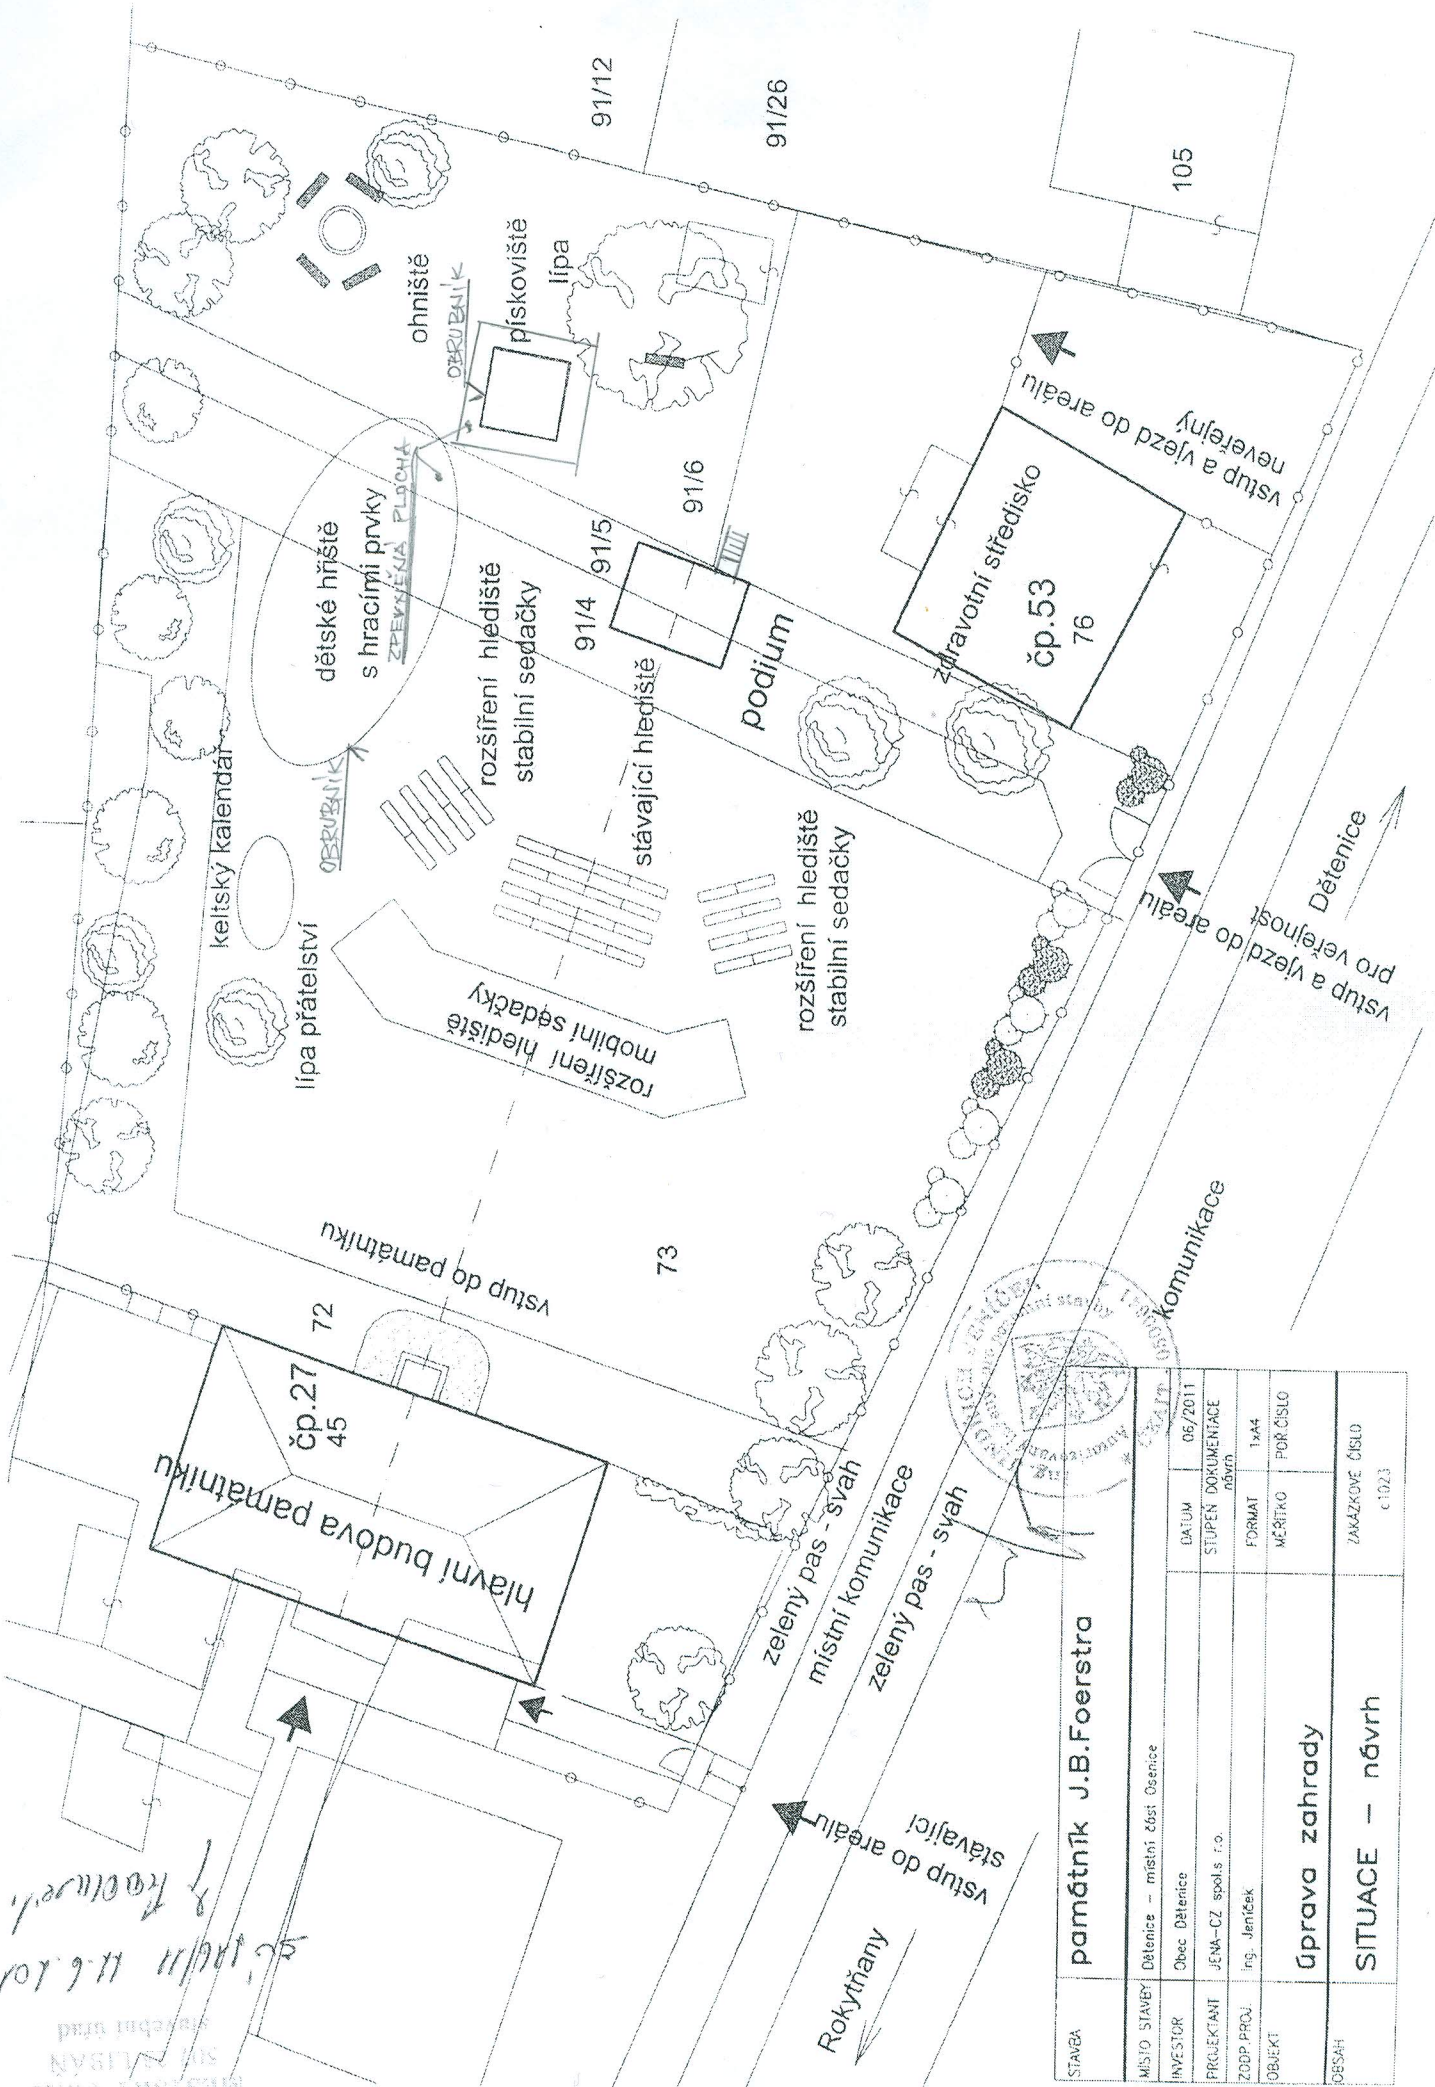 91/12
91/26
105
ohniště
OBRUBNÍK
pískoviště
lípa
dětské hřiště
s hracími prvky
ZPEVNĚNÁ PLOCHA
91/6
91/5
91/4
rozšíření hlediště
stabilní sedačky
stávající hlediště
podium
vstup a vjezd do areálu
neveřejný
zdravotní středisko
čp.53
76
keltský kalendář
OBRUBNÍK
lípa přátelství
rozšíření hlediště
mobilní sedačky
rozšíření hlediště
stabilní sedačky
vstup a vjezd do areálu
pro veřejnost
Dětenice
vstup do památníku
72
73
čp.27
45
hlavní budova památníku
komunikace
zelený pas - svah
místní komunikace
zelený pas - svah
vstup do areálu
stávající
Rokytňany
stavební úřad
STAVBA
památník J.B.Foerstra
MÍSTO STAVBY
Dětenice - místní část Osenice
INVESTOR
Obec Dětenice
DATUM
06/2011
PROJEKTANT
JENA-CZ spol.s r.o.
STUPEŇ DOKUMENTACE
návrh
ZODP.PROJ.
Ing. Jeníček
FORMÁT
1xA4
OBJEKT
Úprava zahrady
MĚŘÍTKO
POŘ.ČÍSLO
OBSAH
SITUACE - návrh
ZAKÁZKOVÉ ČÍSLO
c1023